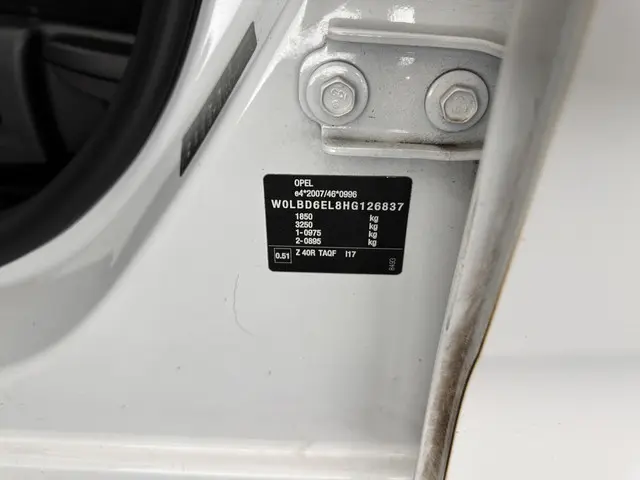 OPEL
e4*2007/46*0996
W0LBD6EL8HG126837
1850 kg
3250 kg
1-0975 kg
2-0895 kg
0.51 Z 40R TAQF I17